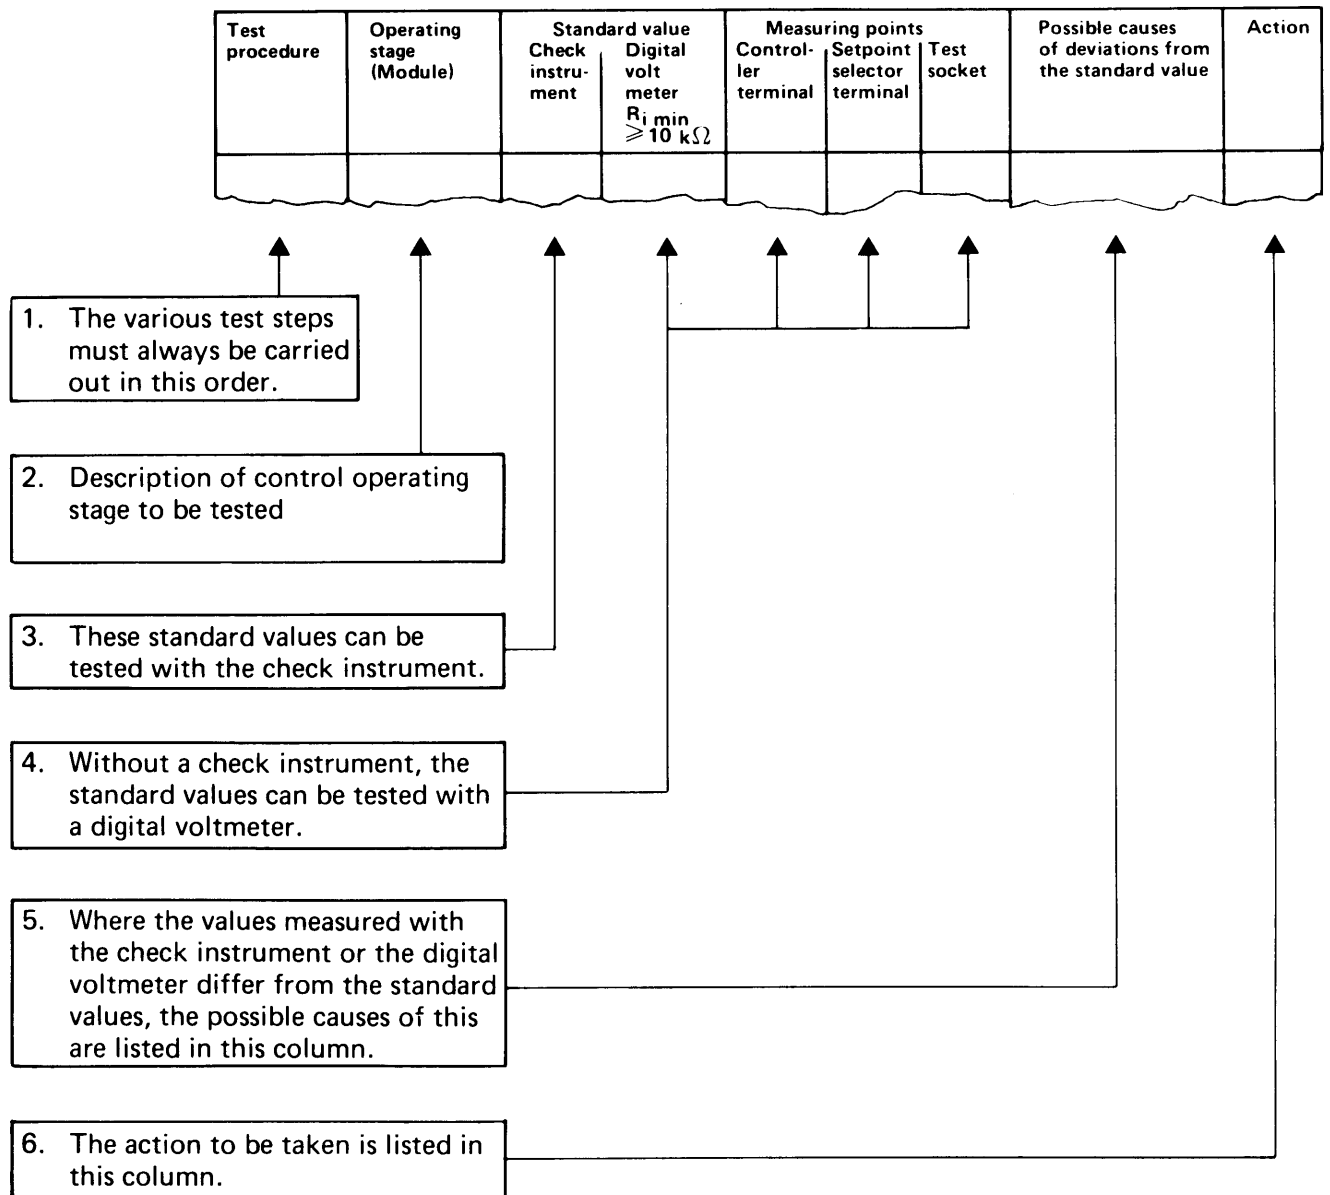 Test
procedure
Operating
stage
(Module)
Standard value
Check
instru-
ment
Digital
volt
meter
Ri min
≥ 10 kΩ
Measuring points
Control-
ler
terminal
Setpoint
selector
terminal
Test
socket
Possible causes
of deviations from
the standard value
Action
1. The various test steps
must always be carried
out in this order.
2. Description of control operating
stage to be tested
3. These standard values can be
tested with the check instrument.
4. Without a check instrument, the
standard values can be tested with
a digital voltmeter.
5. Where the values measured with
the check instrument or the digital
voltmeter differ from the standard
values, the possible causes of this
are listed in this column.
6. The action to be taken is listed in
this column.